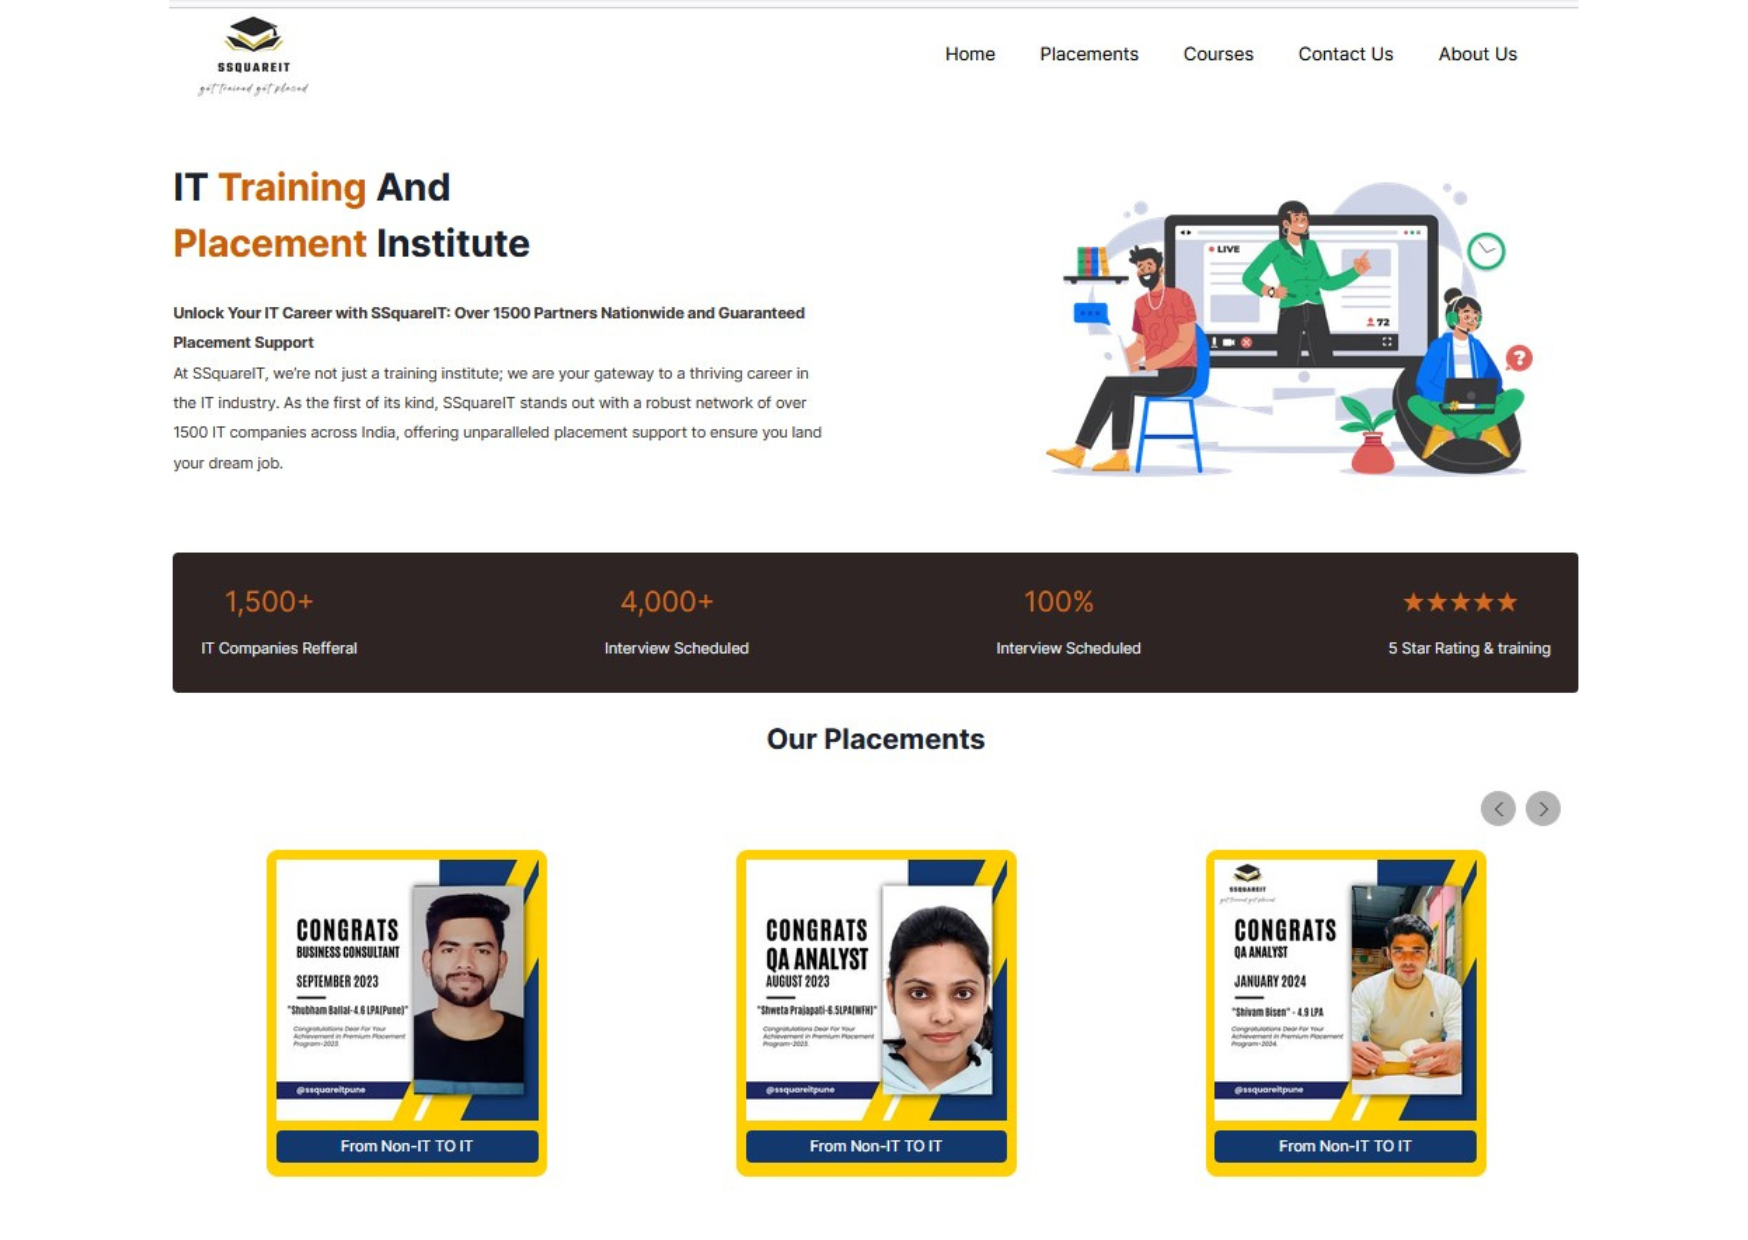 SSQUAREIT
get trained get placed
Home
Placements
Courses
Contact Us
About Us
IT Training And
Placement Institute
Unlock Your IT Career with SSquareIT: Over 1500 Partners Nationwide and Guaranteed
Placement Support
At SSquareIT, we're not just a training institute; we are your gateway to a thriving career in
the IT industry. As the first of its kind, SSquareIT stands out with a robust network of over
1500 IT companies across India, offering unparalleled placement support to ensure you land
your dream job.
LIVE
72
?
1,500+
IT Companies Refferal
4,000+
Interview Scheduled
100%
Interview Scheduled
★★★★★
5 Star Rating & training
Our Placements
CONGRATS
BUSINESS CONSULTANT
SEPTEMBER 2023
"Shubham Ballal-4.6 LPA(Pune)"
Congratulations Dear For Your
Achievement in Premium Placement
Program-2023.
@ssquareitpune
From Non-IT TO IT
CONGRATS
QA ANALYST
AUGUST 2023
"Shweta Prajapati-6.5LPA(WFH)"
Congratulations Dear For Your
Achievement in Premium Placement
Program-2023.
@ssquareitpune
From Non-IT TO IT
SSQUAREIT
get trained get placed
CONGRATS
QA ANALYST
JANUARY 2024
"Shivam Bisen" - 4.9 LPA
Congratulations Dear For Your
Achievement in Premium Placement
Program-2024.
@ssquareitpune
From Non-IT TO IT